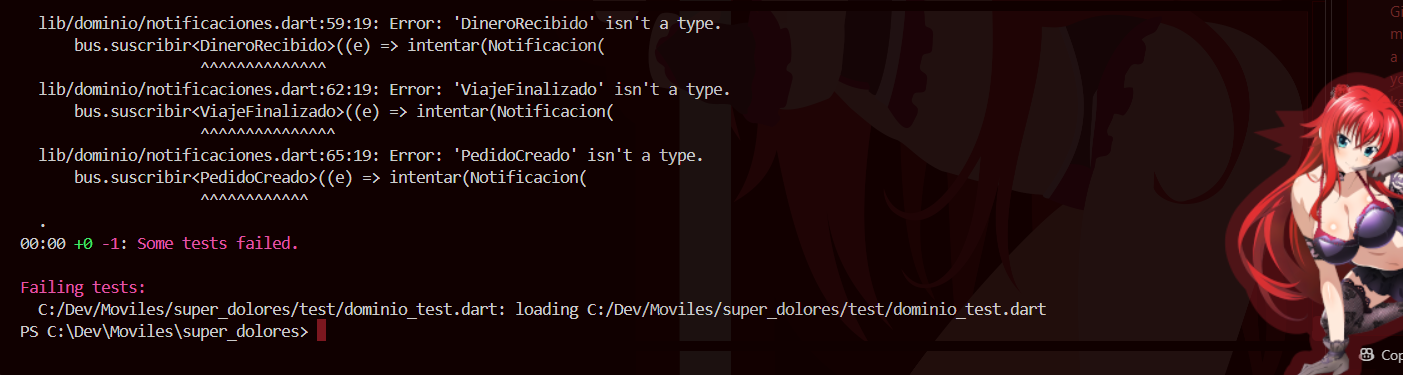 lib/dominio/notificaciones.dart:59:19: Error: 'DineroRecibido' isn't a type.
bus.suscribir<DineroRecibido>((e) => intentar(Notificacion(
^^^^^^^^^^^^^^
lib/dominio/notificaciones.dart:62:19: Error: 'ViajeFinalizado' isn't a type.
bus.suscribir<ViajeFinalizado>((e) => intentar(Notificacion(
^^^^^^^^^^^^^^^
lib/dominio/notificaciones.dart:65:19: Error: 'PedidoCreado' isn't a type.
bus.suscribir<PedidoCreado>((e) => intentar(Notificacion(
^^^^^^^^^^^^
.
00:00 +0 -1: Some tests failed.
Failing tests:
C:/Dev/Moviles/super_dolores/test/dominio_test.dart: loading C:/Dev/Moviles/super_dolores/test/dominio_test.dart
PS C:\Dev\Moviles\super_dolores>